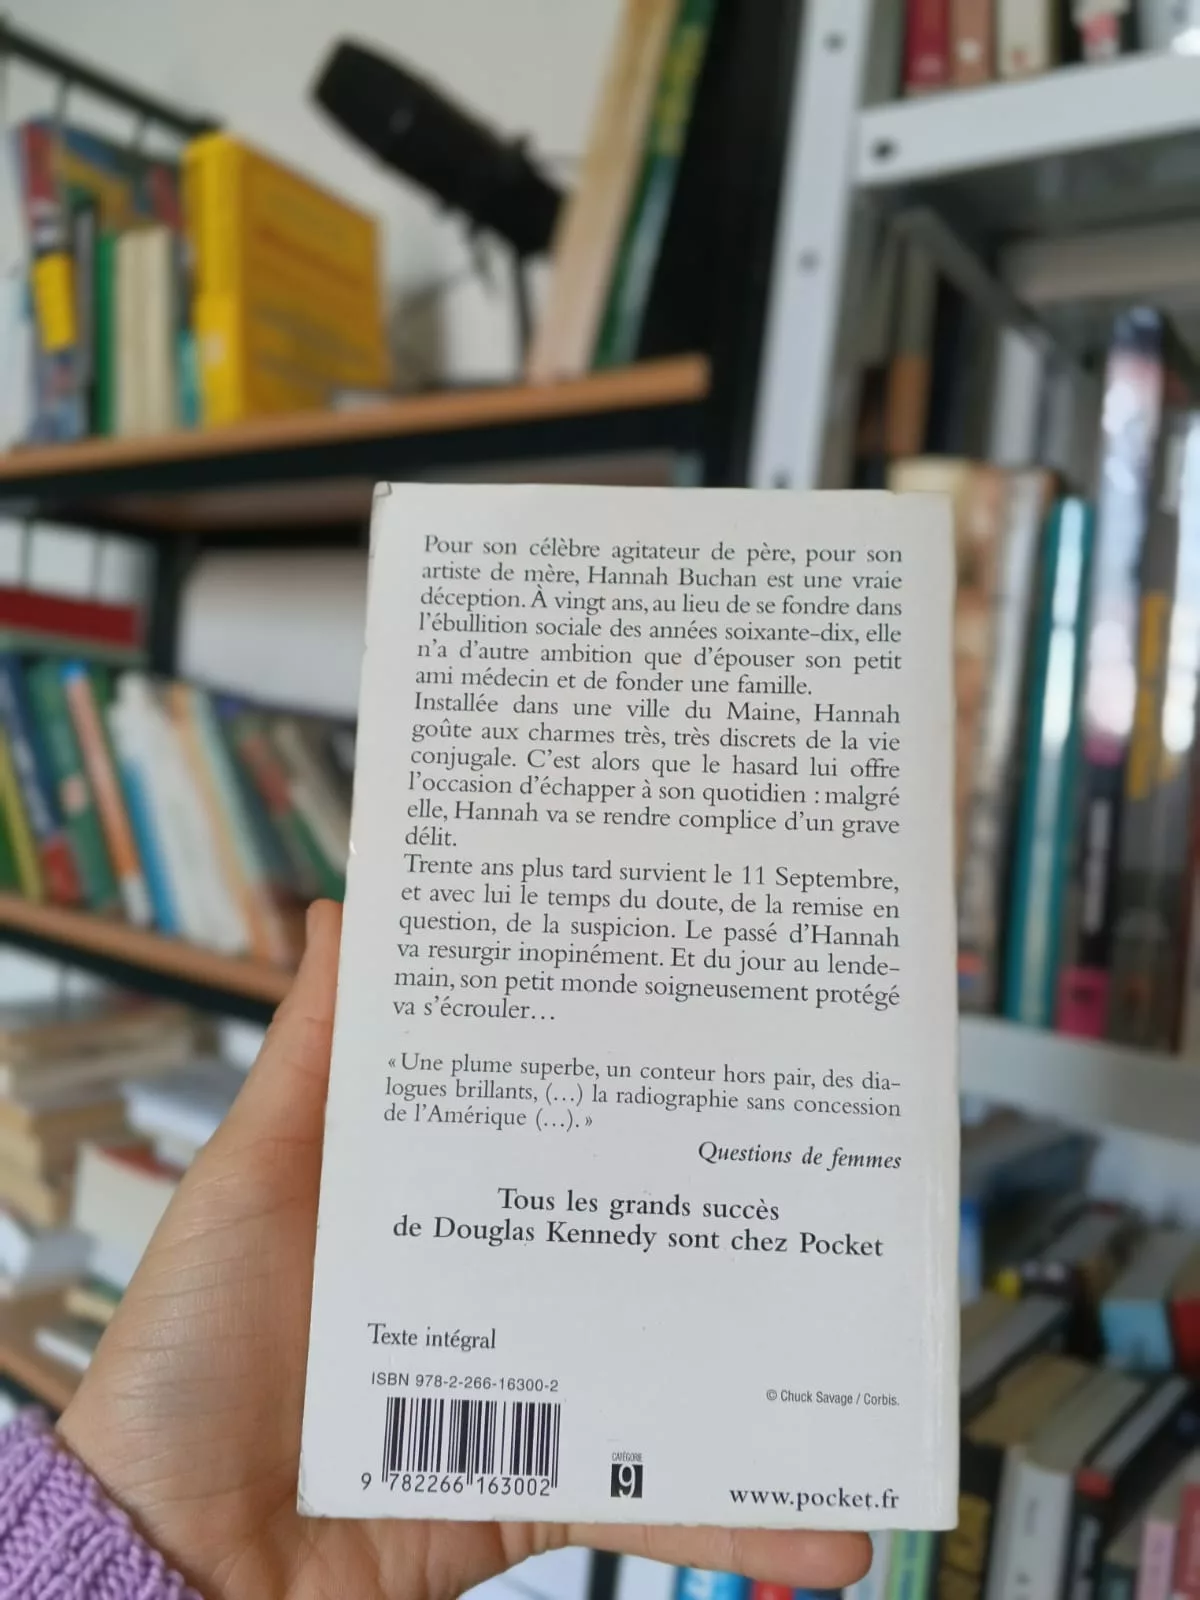 Pour son célèbre agitateur de père, pour son
artiste de mère, Hannah Buchan est une vraie
déception. À vingt ans, au lieu de se fondre dans
l'ébullition sociale des années soixante-dix, elle
n'a d'autre ambition que d'épouser son petit
ami médecin et de fonder une famille.
Installée dans une ville du Maine, Hannah
goûte aux charmes très, très discrets de la vie
conjugale. C'est alors que le hasard lui offre
l'occasion d'échapper à son quotidien : malgré
elle, Hannah va se rendre complice d'un grave
délit.
Trente ans plus tard survient le 11 Septembre,
et avec lui le temps du doute, de la remise en
question, de la suspicion. Le passé d'Hannah
va resurgir inopinément. Et du jour au lende-
main, son petit monde soigneusement protégé
va s'écrouler…
« Une plume superbe, un conteur hors pair, des dia-
logues brillants, (…) la radiographie sans concession
de l'Amérique (…). »
Questions de femmes
Tous les grands succès
de Douglas Kennedy sont chez Pocket
Texte intégral
ISBN 978-2-266-16300-2
© Chuck Savage / Corbis.
9 782266 163002
CATÉGORIE
9
www.pocket.fr